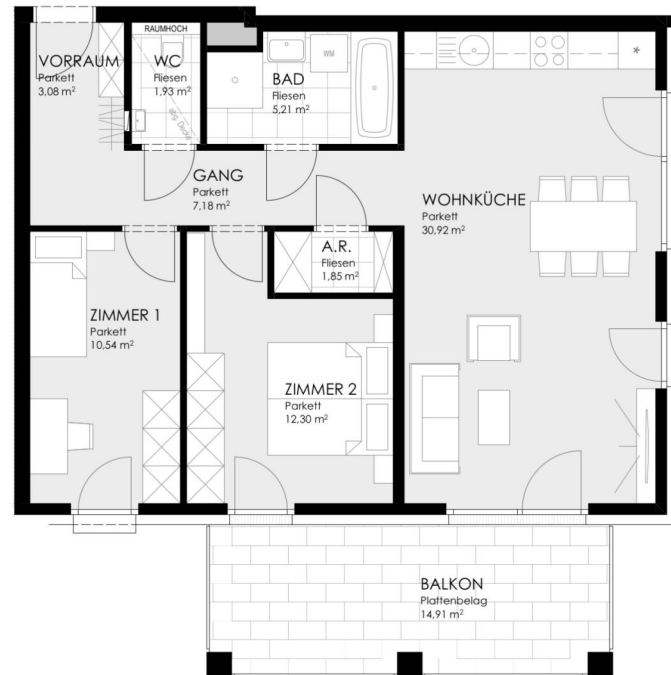 RAUMHOCH
VORRAUM
Parkett
3,08 m²
WC
Fliesen
1,93 m²
abg. Decke
BAD
Fliesen
5,21 m²
WM
*
GANG
Parkett
7,18 m²
WOHNKÜCHE
Parkett
30,92 m²
A.R.
Fliesen
1,85 m²
ZIMMER 1
Parkett
10,54 m²
ZIMMER 2
Parkett
12,30 m²
BALKON
Plattenbelag
14,91 m²